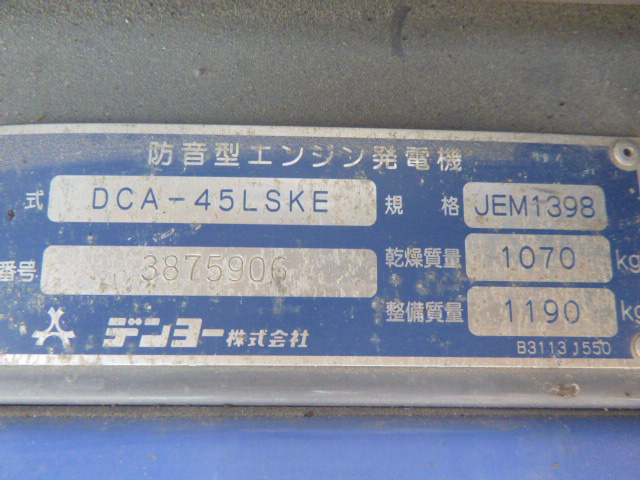 防音型エンジン発電機
式 DCA-45LSKE 規格 JEM1398
番号 3875906 乾燥質量 1070 kg
整備質量 1190 kg
デンヨー株式会社
B3113 1550